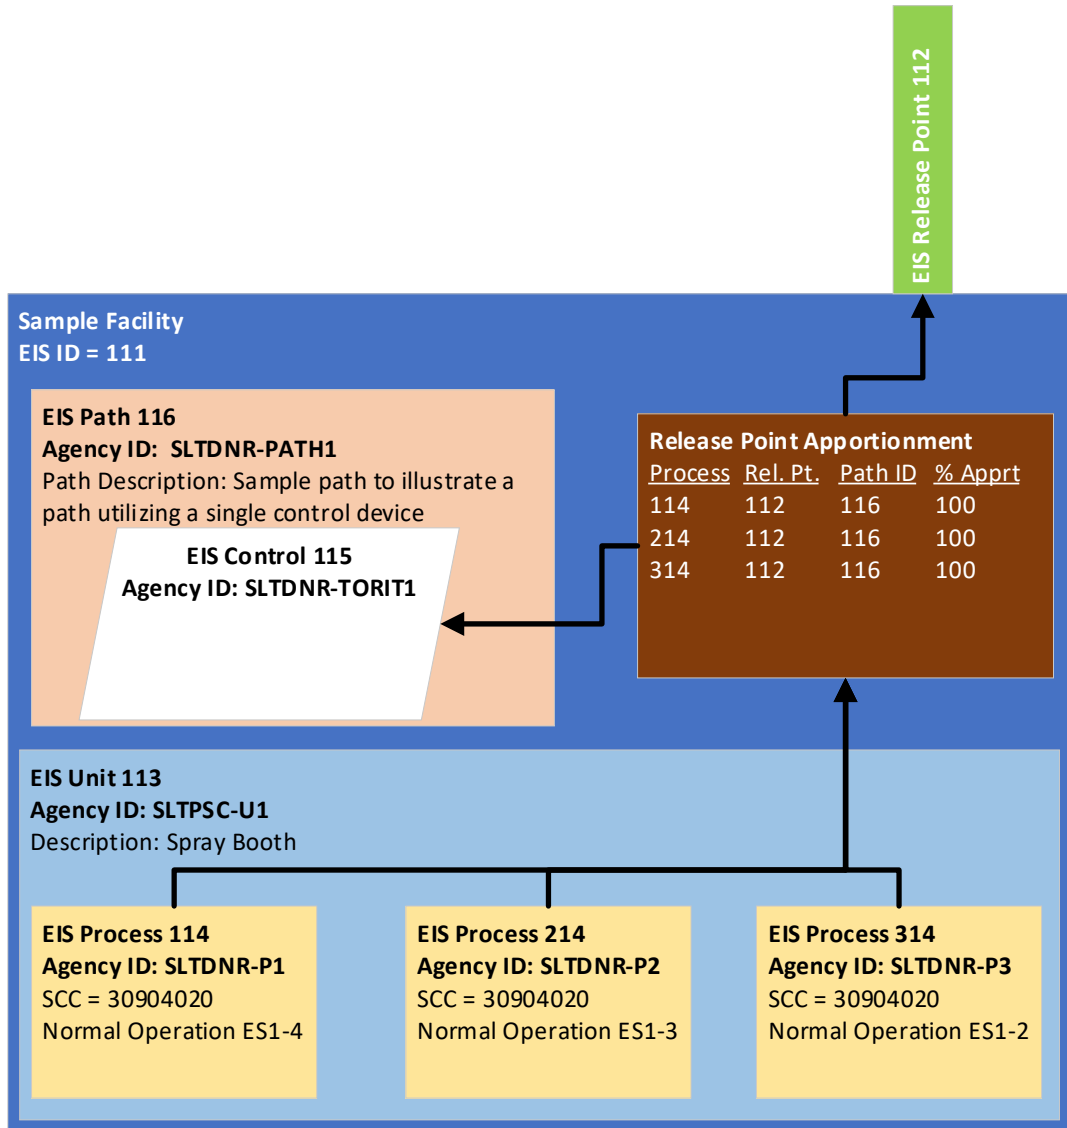 EIS Release Point 112
Sample Facility
EIS ID = 111
EIS Path 116
Agency ID:  SLTDNR-PATH1
Path Description: Sample path to illustrate a
path utilizing a single control device
EIS Control 115
Agency ID: SLTDNR-TORIT1
Release Point Apportionment
Process Rel. Pt. Path ID % Apprt
114 112 116 100
214 112 116 100
314 112 116 100
EIS Unit 113
Agency ID: SLTPSC-U1
Description: Spray Booth
EIS Process 114
Agency ID: SLTDNR-P1
SCC = 30904020
Normal Operation ES1-4
EIS Process 214
Agency ID: SLTDNR-P2
SCC = 30904020
Normal Operation ES1-3
EIS Process 314
Agency ID: SLTDNR-P3
SCC = 30904020
Normal Operation ES1-2